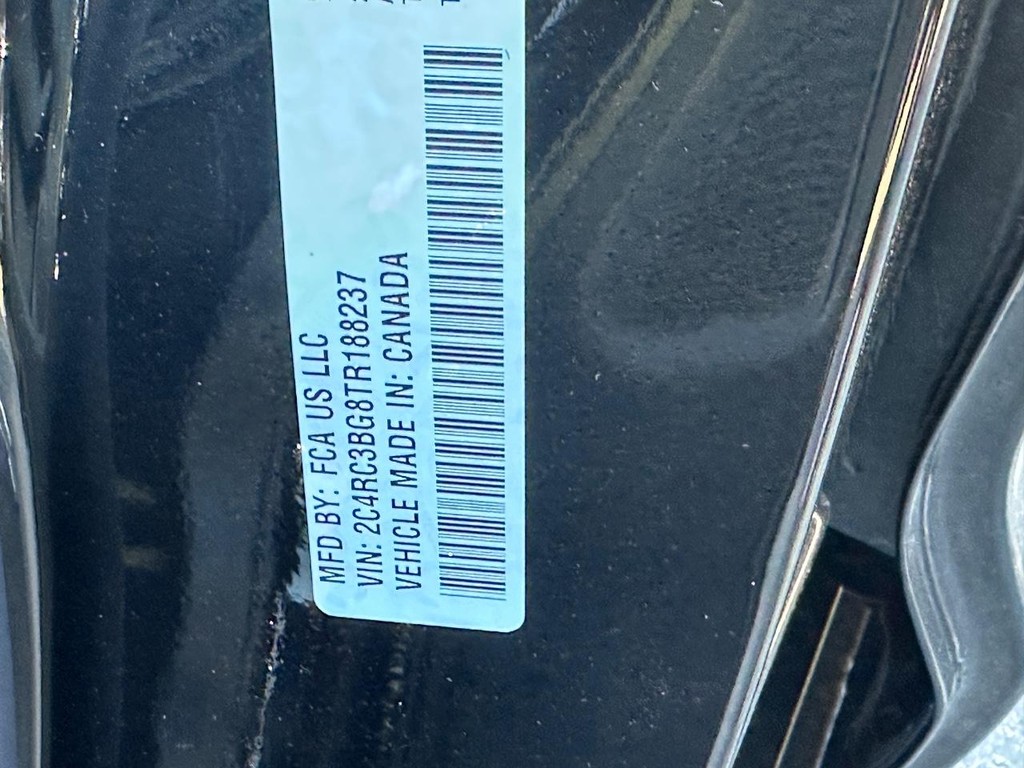 MFD BY: FCA US LLC
VIN: 2C4RC3BG8TR188237
VEHICLE MADE IN: CANADA